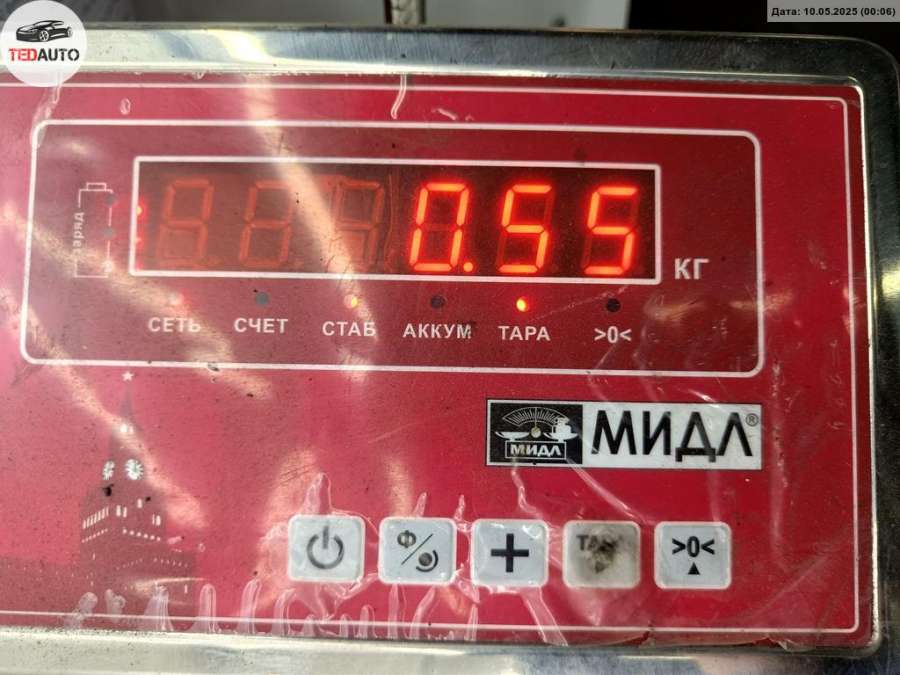 TEDAUTO
Дата: 10.05.2025 (00:06)
заряд
0.55
КГ
СЕТЬ СЧЕТ СТАБ АККУМ ТАРА >0<
МИДЛ МИДЛ®
Ф + >0<